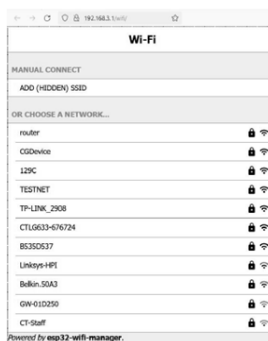 192.168.1.1/wifi/
Wi-Fi
MANUAL CONNECT
ADD (HIDDEN) SSID
OR CHOOSE A NETWORK...
router
CGDevice
129C
TESTNET
TP-LINK_2908
CTLG633-676724
BS35D537
Linksys-HPI
Belkin.50A3
GW-01D250
CT-Staff
Powered by esp32-wifi-manager.